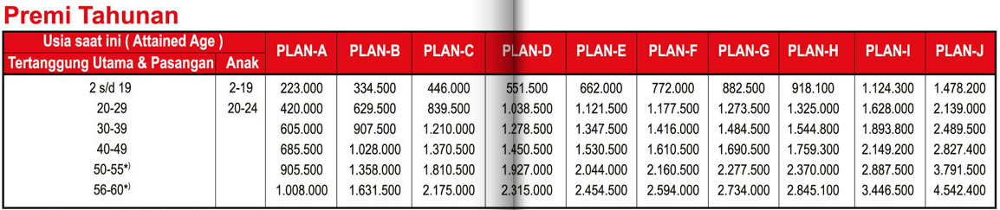 Premi Tahunan
Usia saat ini ( Attained Age ) PLAN-A PLAN-B PLAN-C PLAN-D PLAN-E PLAN-F PLAN-G PLAN-H PLAN-I PLAN-J
Tertanggung Utama & Pasangan Anak
2 s/d 19 2-19 223.000 334.500 446.000 551.500 662.000 772.000 882.500 918.100 1.124.300 1.478.200
20-29 20-24 420.000 629.500 839.500 1.038.500 1.121.500 1.177.500 1.273.500 1.325.000 1.628.000 2.139.000
30-39 605.000 907.500 1.210.000 1.278.500 1.347.500 1.416.000 1.484.500 1.544.800 1.893.800 2.489.500
40-49 685.500 1.028.000 1.370.500 1.450.500 1.530.500 1.610.500 1.690.500 1.759.300 2.149.200 2.827.400
50-55*) 905.500 1.358.000 1.810.500 1.927.000 2.044.000 2.160.500 2.277.500 2.370.000 2.887.500 3.791.500
56-60*) 1.008.000 1.631.500 2.175.000 2.315.000 2.454.500 2.594.000 2.734.000 2.845.100 3.446.500 4.542.400